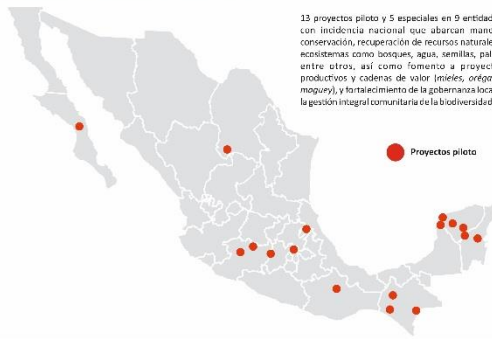 13 proyectos piloto y 5 especiales en 9 entidad
con incidencia nacional que abarcan mane
conservación, recuperación de recursos naturale
ecosistemas como bosques, agua, semillas, pal
entre otros, así como fomento a proyect
productivos y cadenas de valor (mieles, oréga
maguey), y fortalecimiento de la gobernanza loca
la gestión integral comunitaria de la biodiversidad
Proyectos piloto